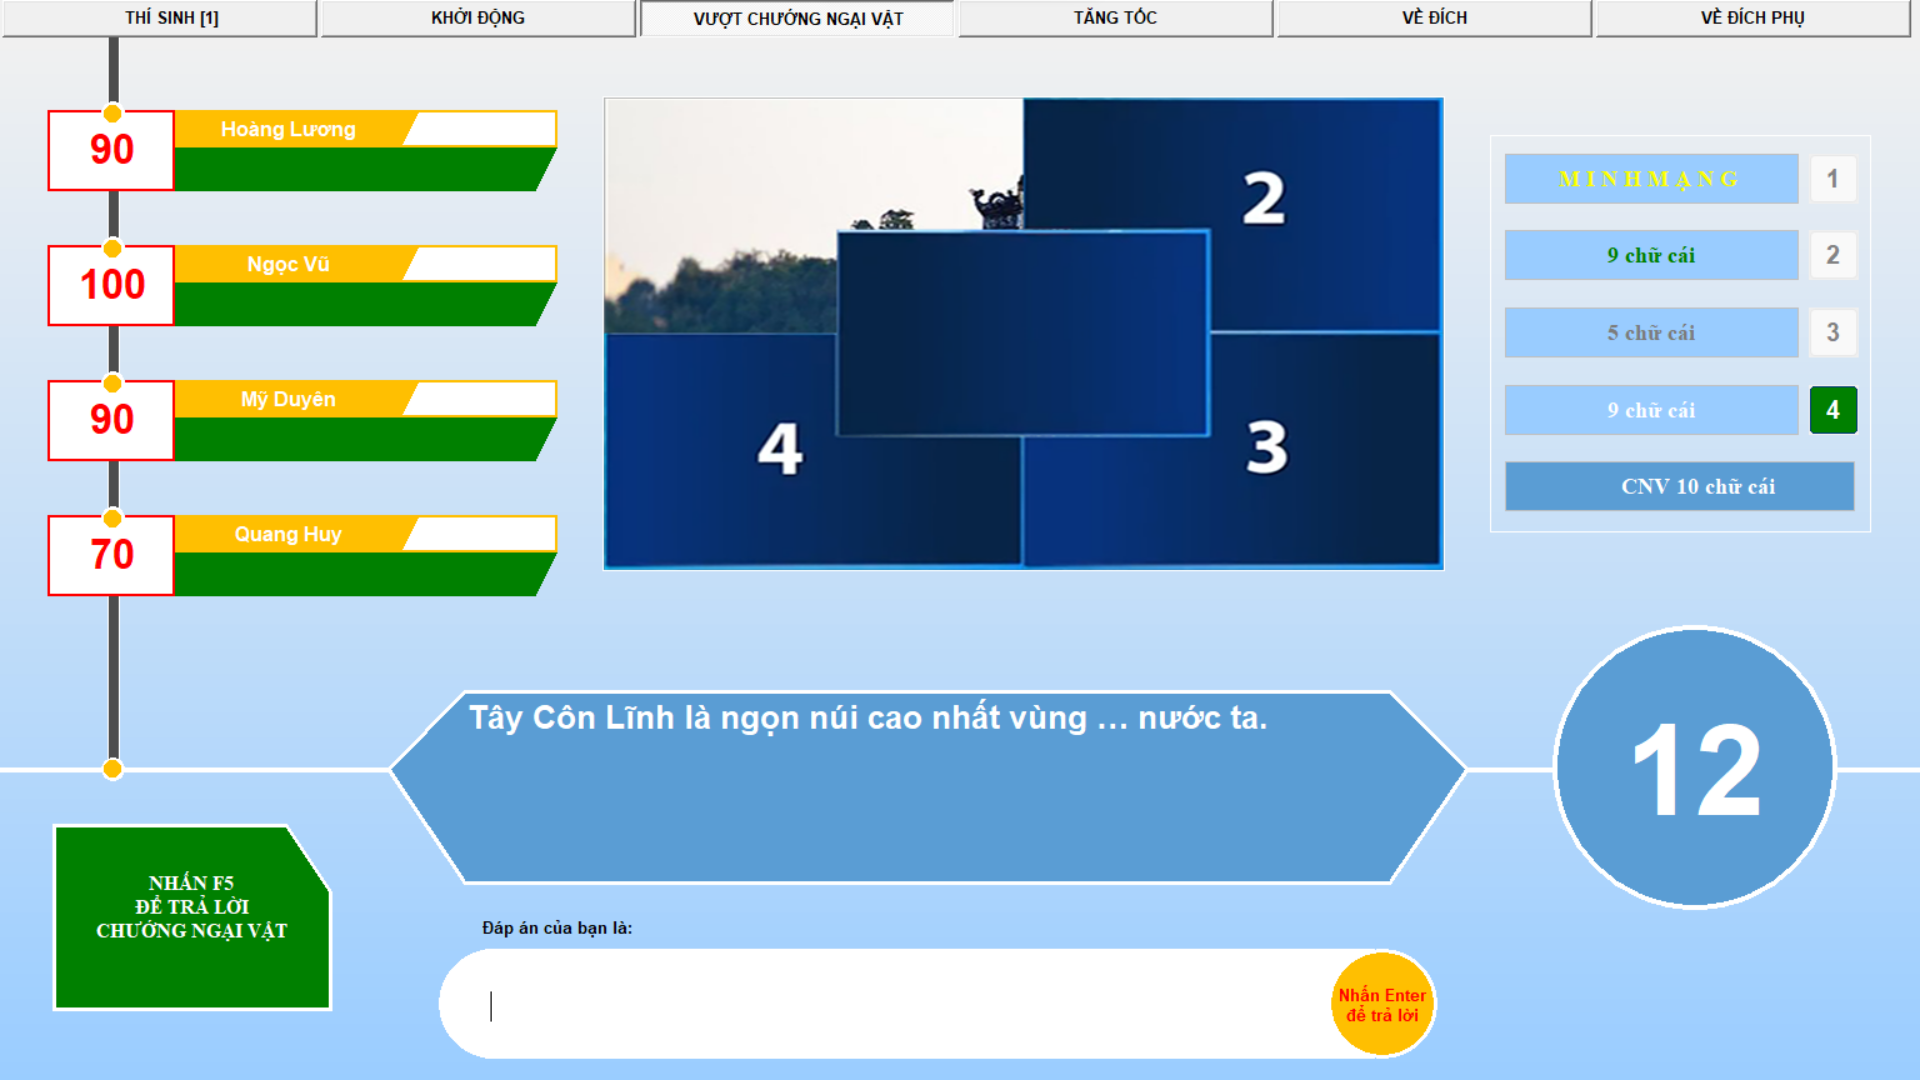 THÍ SINH [1]
KHỞI ĐỘNG
VƯỢT CHƯỚNG NGẠI VẬT
TĂNG TỐC
VỀ ĐÍCH
VỀ ĐÍCH PHỤ
90
Hoàng Lương
100
Ngọc Vũ
90
Mỹ Duyên
70
Quang Huy
2
4
3
M I N H M Ạ N G
1
9 chữ cái
2
5 chữ cái
3
9 chữ cái
4
CNV 10 chữ cái
Tây Côn Lĩnh là ngọn núi cao nhất vùng ... nước ta.
12
NHẤN F5
ĐỂ TRẢ LỜI
CHƯỚNG NGẠI VẬT
Đáp án của bạn là:
Nhấn Enter
để trả lời